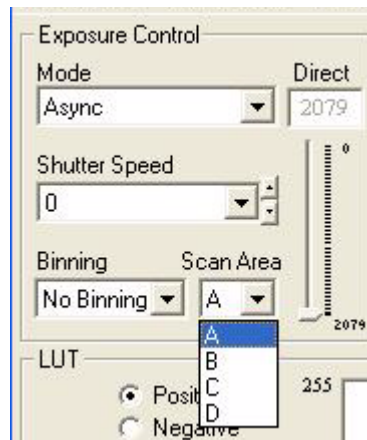 Exposure Control
Mode Direct
Async 2079
0
Shutter Speed
0
Binning Scan Area
No Binning A
2079
A
LUT B
Posit C 255
Negative D